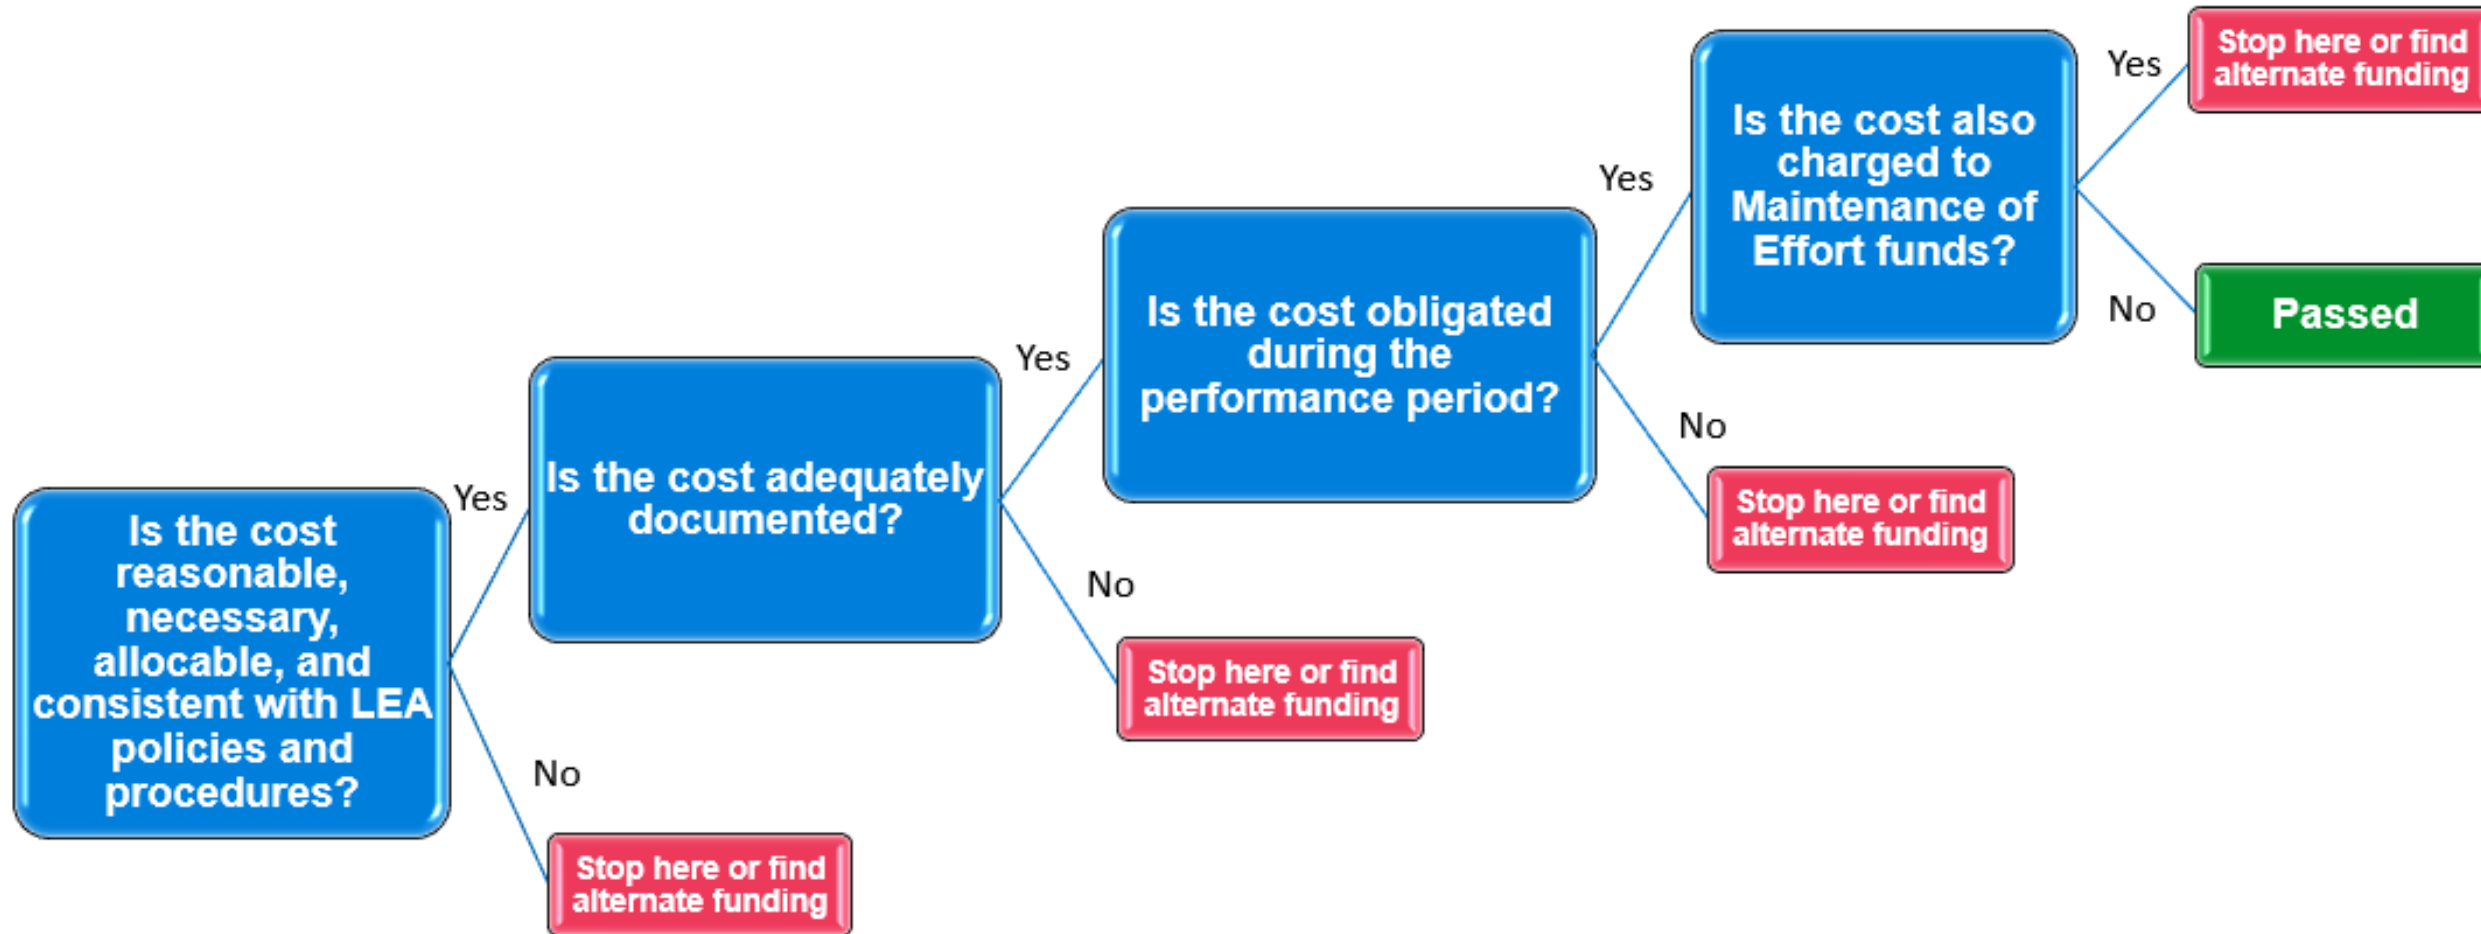 Is the cost
reasonable,
necessary,
allocable, and
consistent with LEA
policies and
procedures?
Yes
No
Stop here or find
alternate funding
Is the cost adequately
documented?
Yes
No
Stop here or find
alternate funding
Is the cost obligated
during the
performance period?
Yes
No
Stop here or find
alternate funding
Is the cost also
charged to
Maintenance of
Effort funds?
Yes
Stop here or find
alternate funding
No
Passed